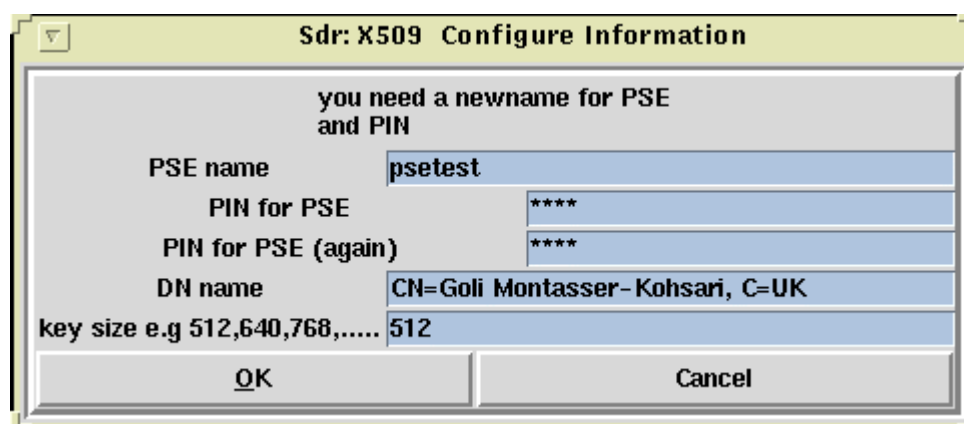 Sdr: X509 Configure Information
you need a newname for PSE
and PIN
PSE name psetest
PIN for PSE ****
PIN for PSE (again) ****
DN name CN=Goli Montasser-Kohsari, C=UK
key size e.g 512,640,768,..... 512
OK Cancel